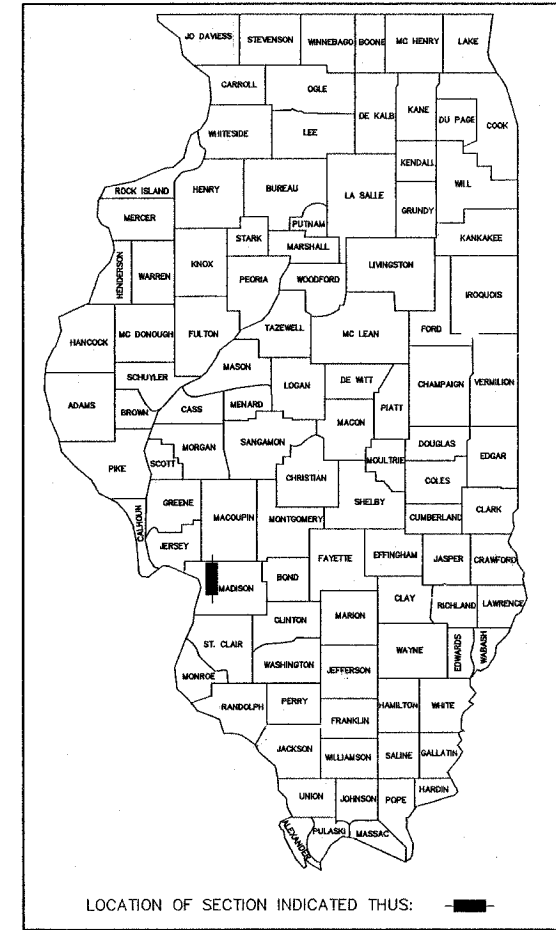 JO DAVIESS STEVENSON WINNEBAGO BOONE MC HENRY LAKE
CARROLL OGLE DE KALB KANE DU PAGE COOK
WHITESIDE LEE
KENDALL WILL
ROCK ISLAND HENRY BUREAU LA SALLE GRUNDY
MERCER STARK PUTNAM MARSHALL KANKAKEE
HENDERSON WARREN KNOX PEORIA WOODFORD LIVINGSTON IROQUOIS
HANCOCK MC DONOUGH FULTON TAZEWELL MC LEAN FORD
SCHUYLER MASON LOGAN DE WITT CHAMPAIGN VERMILION
ADAMS BROWN CASS MENARD MACON PIATT
PIKE SCOTT MORGAN SANGAMON CHRISTIAN MOULTRIE DOUGLAS EDGAR
COLES
CALHOUN GREENE MACOUPIN MONTGOMERY SHELBY CUMBERLAND CLARK
JERSEY FAYETTE EFFINGHAM JASPER CRAWFORD
MADISON BOND CLAY RICHLAND LAWRENCE
CLINTON MARION
ST. CLAIR WAYNE EDWARDS WABASH
MONROE WASHINGTON JEFFERSON
RANDOLPH PERRY HAMILTON WHITE
FRANKLIN
JACKSON WILLIAMSON SALINE GALLATIN
UNION JOHNSON POPE HARDIN
ALEXANDER PULASKI MASSAC
LOCATION OF SECTION INDICATED THUS: